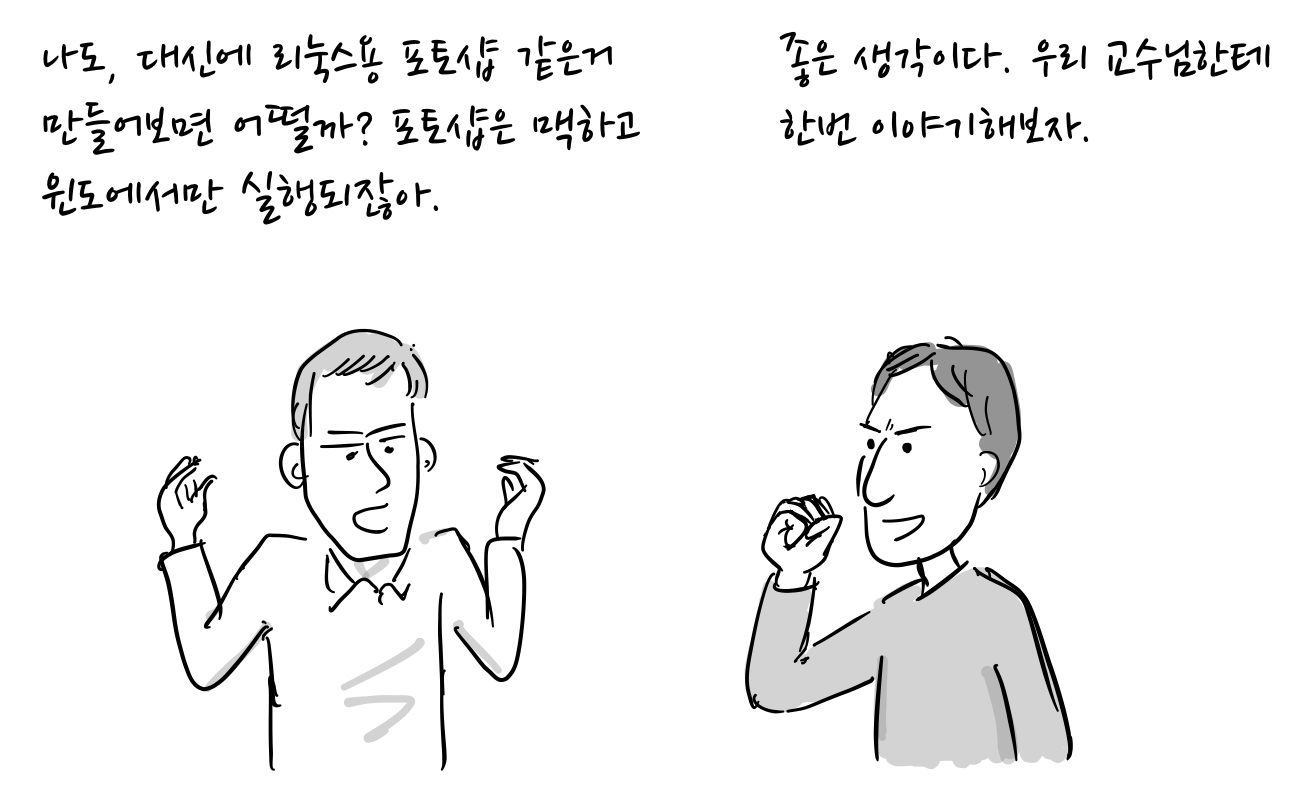 나도, 대신에 리눅스용 포토샵 같은거
만들어보면 어떨까? 포토샵은 맥하고
윈도에서만 실행되잖아.
좋은 생각이다. 우리 교수님한테
한번 이야기해보자.